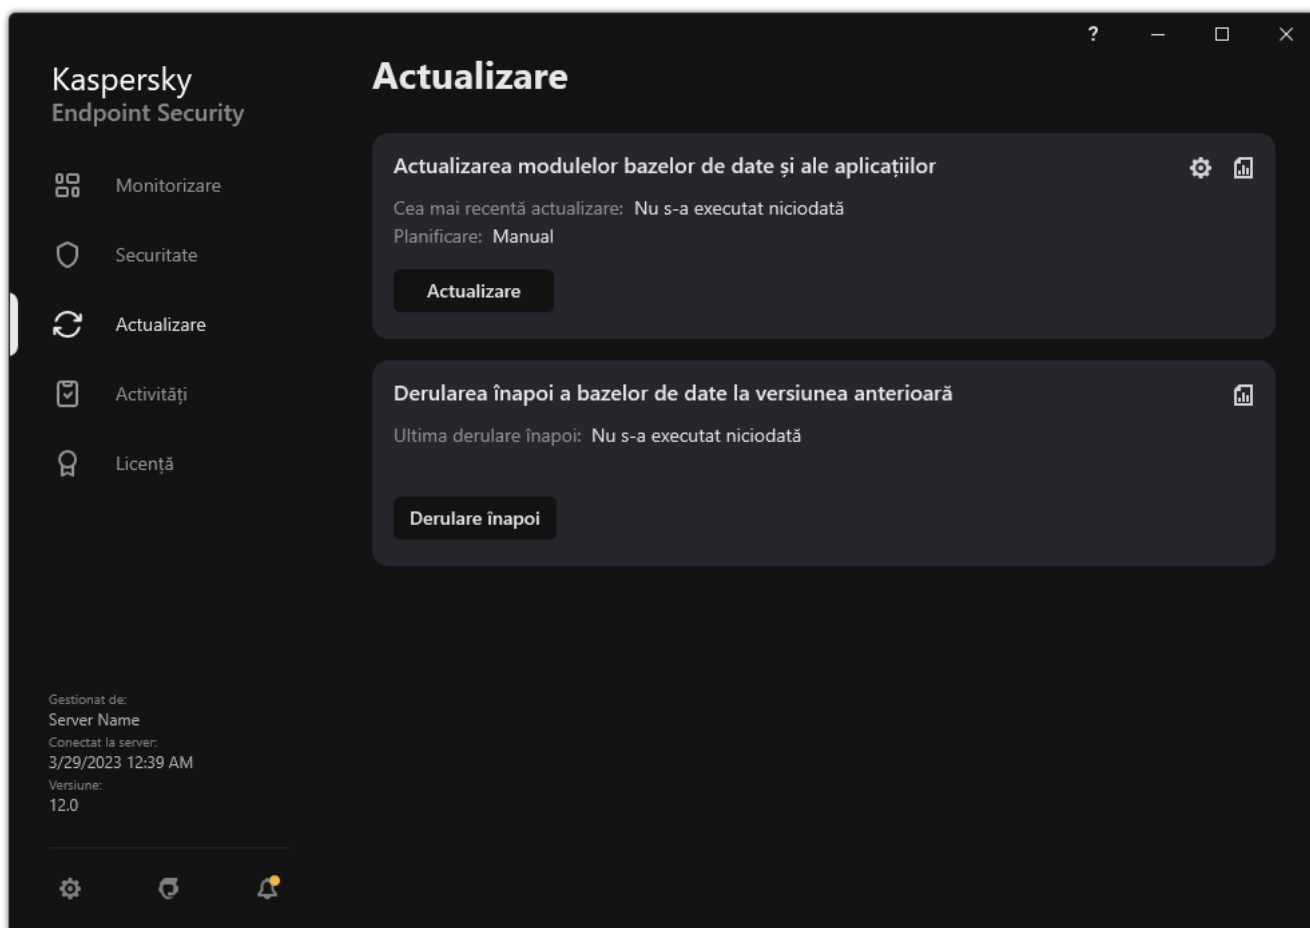 ?
Kaspersky
Endpoint Security
Monitorizare
Securitate
Actualizare
Activități
Licență
Gestionat de:
Server Name
Conectat la server:
3/29/2023 12:39 AM
Versiune:
12.0
Actualizare
Actualizarea modulelor bazelor de date și ale aplicațiilor
Cea mai recentă actualizare: Nu s-a executat niciodată
Planificare: Manual
Actualizare
Derularea înapoi a bazelor de date la versiunea anterioară
Ultima derulare înapoi: Nu s-a executat niciodată
Derulare înapoi